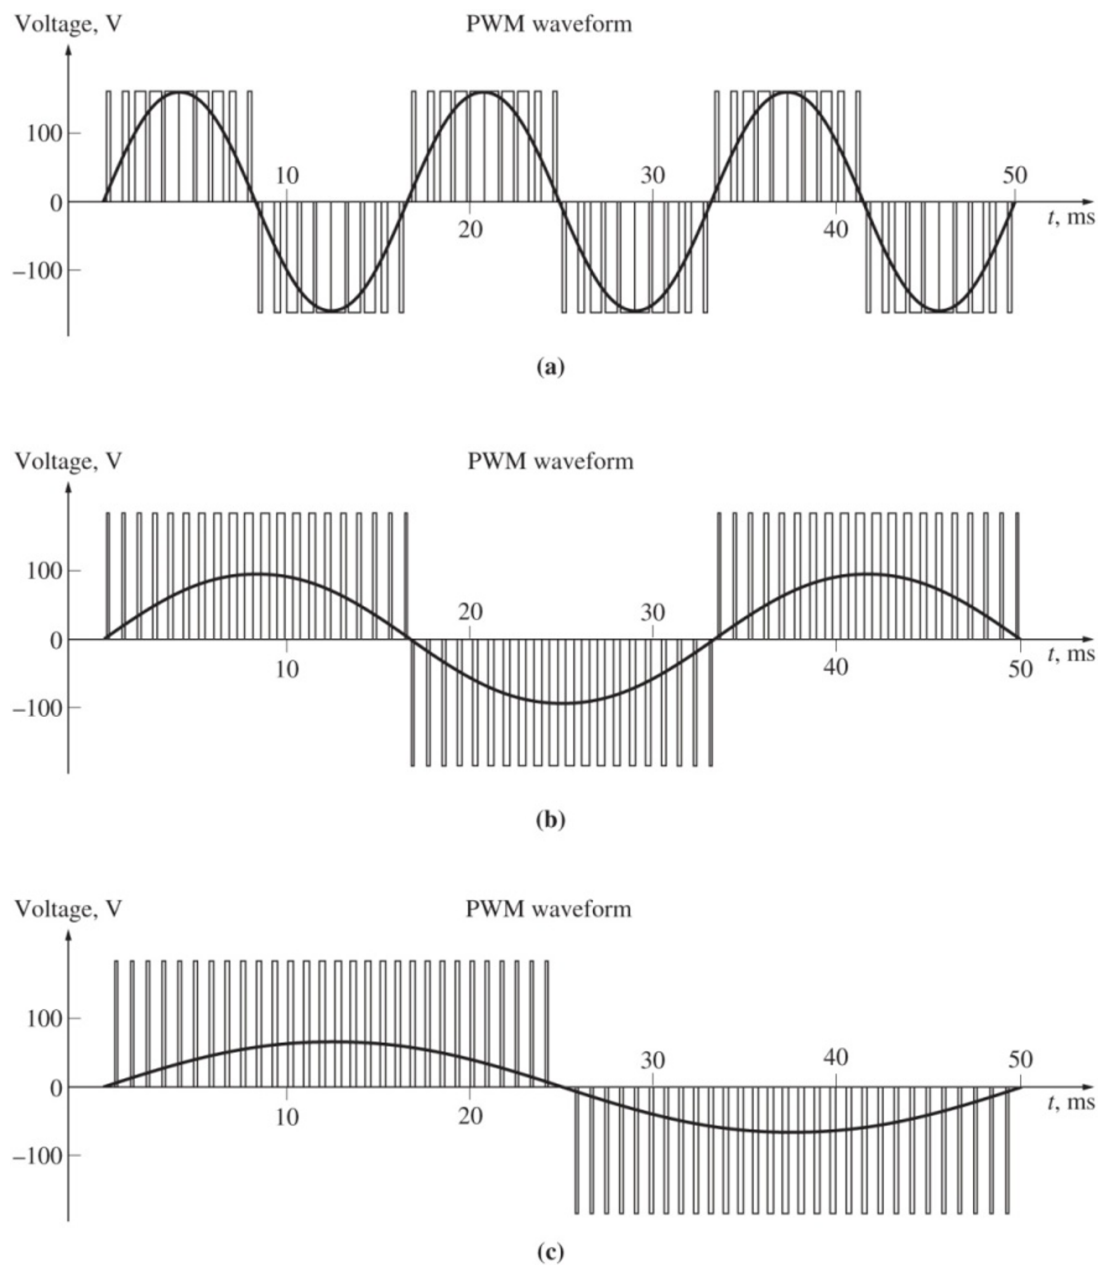 Voltage, V PWM waveform
100
10 30 50
0
20 40 t, ms
−100
(a)
Voltage, V PWM waveform
100
20 30
0
10 40 50 t, ms
−100
(b)
Voltage, V PWM waveform
100
30 40 50
0
10 20 t, ms
−100
(c)